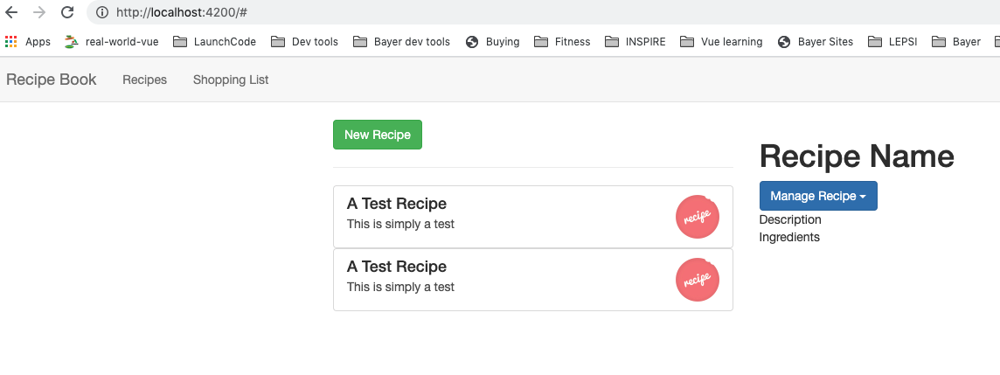 http://localhost:4200/#
Apps real-world-vue LaunchCode Dev tools Bayer dev tools Buying Fitness INSPIRE Vue learning Bayer Sites LEPSI Bayer
Recipe Book Recipes Shopping List
New Recipe
Recipe Name
Manage Recipe
Description
Ingredients
A Test Recipe
This is simply a test
recipe
A Test Recipe
This is simply a test
recipe